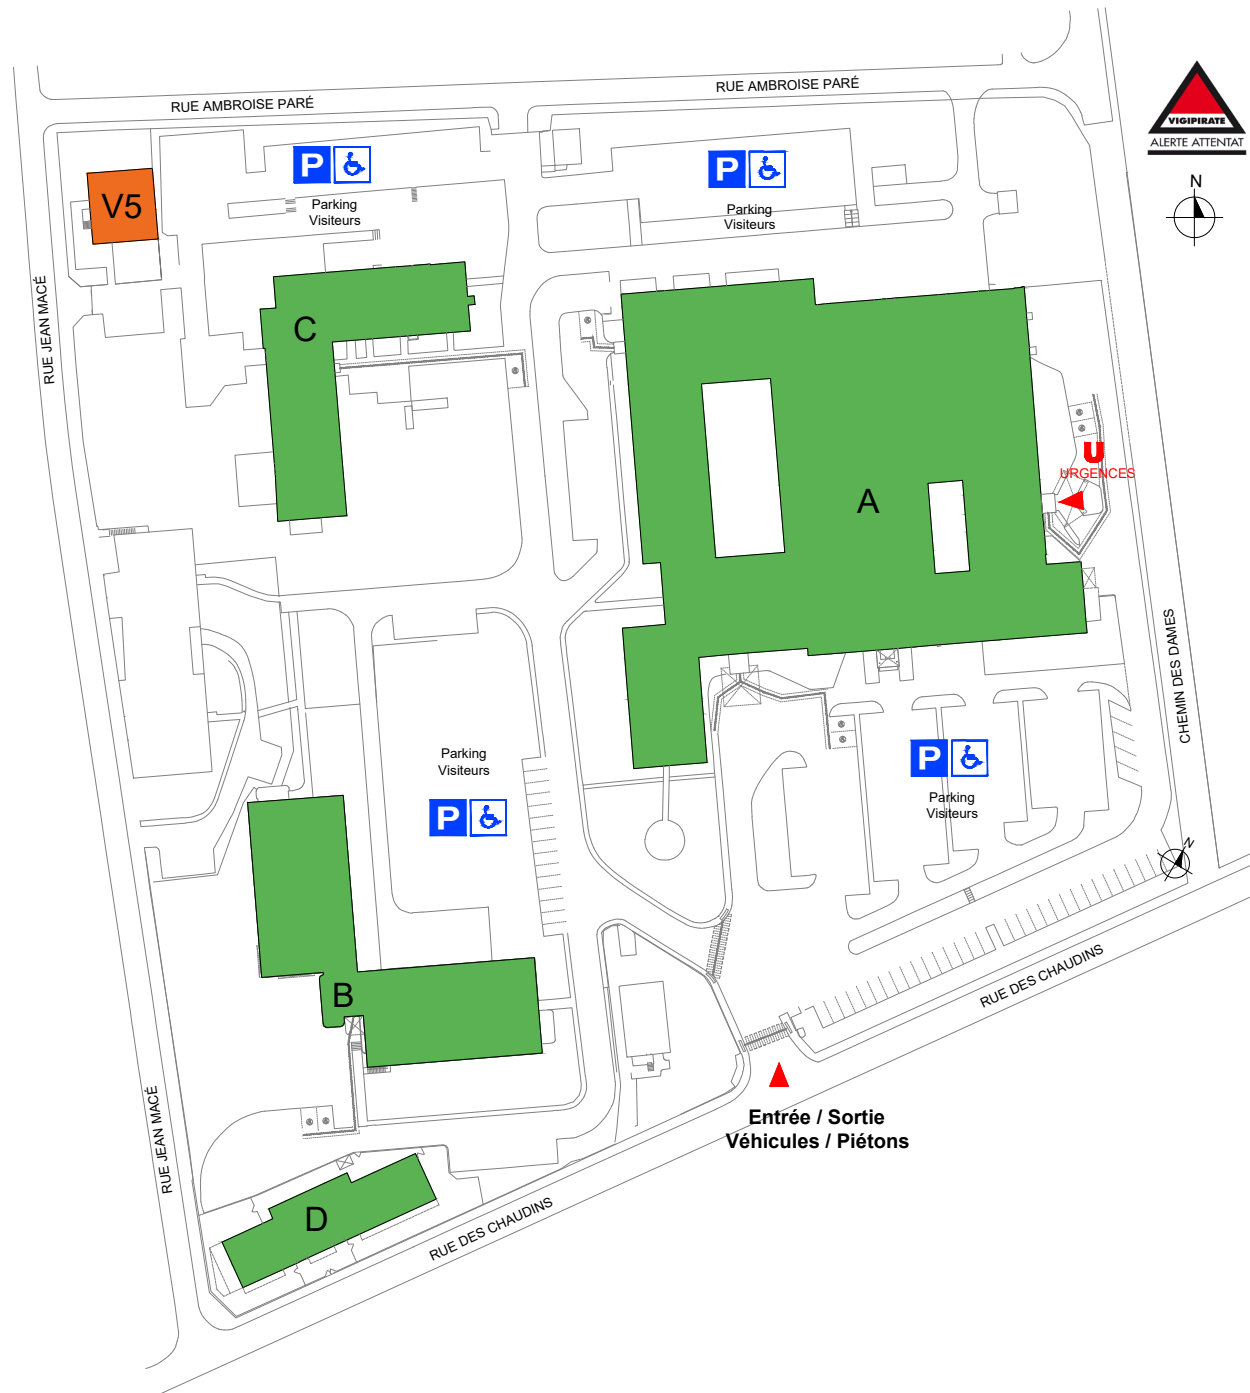 RUE AMBROISE PARÉ
RUE AMBROISE PARÉ
VIGIPIRATE
ALERTE ATTENTAT
N
P
Parking
Visiteurs
P
Parking
Visiteurs
V5
RUE JEAN MACÉ
C
A
U
URGENCES
CHEMIN DES DAMES
Parking
Visiteurs
P
P
Parking
Visiteurs
N
B
RUE DES CHAUDINS
Entrée / Sortie
Véhicules / Piétons
RUE JEAN MACÉ
D
RUE DES CHAUDINS